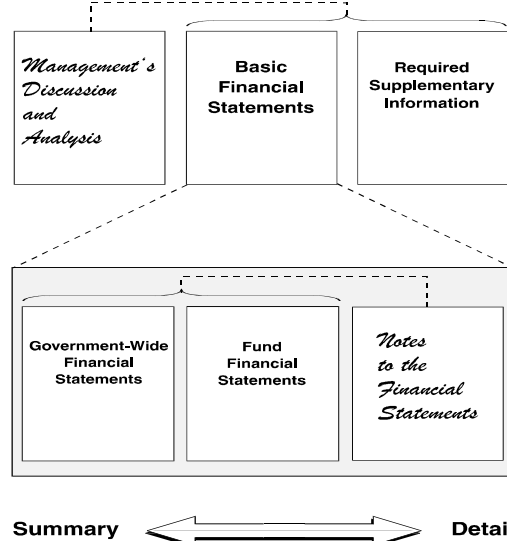 Management's
Discussion
and
Analysis
Basic
Financial
Statements
Required
Supplementary
Information
Government-Wide
Financial
Statements
Fund
Financial
Statements
Notes
to the
Financial
Statements
Summary
Detai